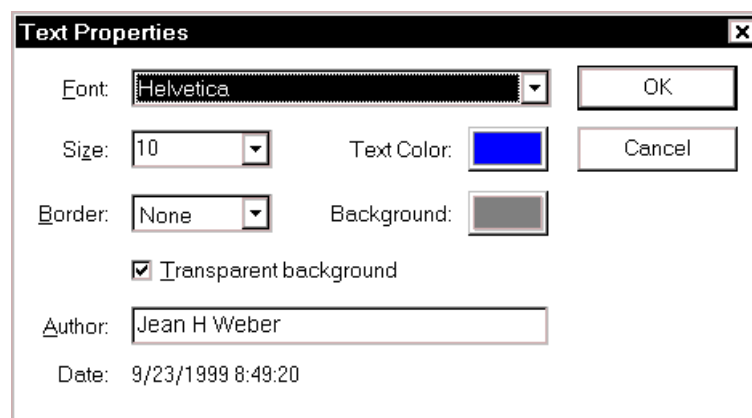 Text Properties
Font: Helvetica OK
Size: 10 Text Color: Cancel
Border: None Background:
Transparent background
Author: Jean H Weber
Date: 9/23/1999 8:49:20